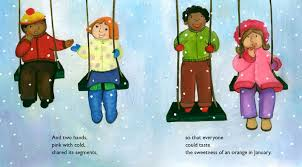 And two hands,
pink with cold,
shared its segments,
so that everyone
could taste
the sweetness of an orange in January.